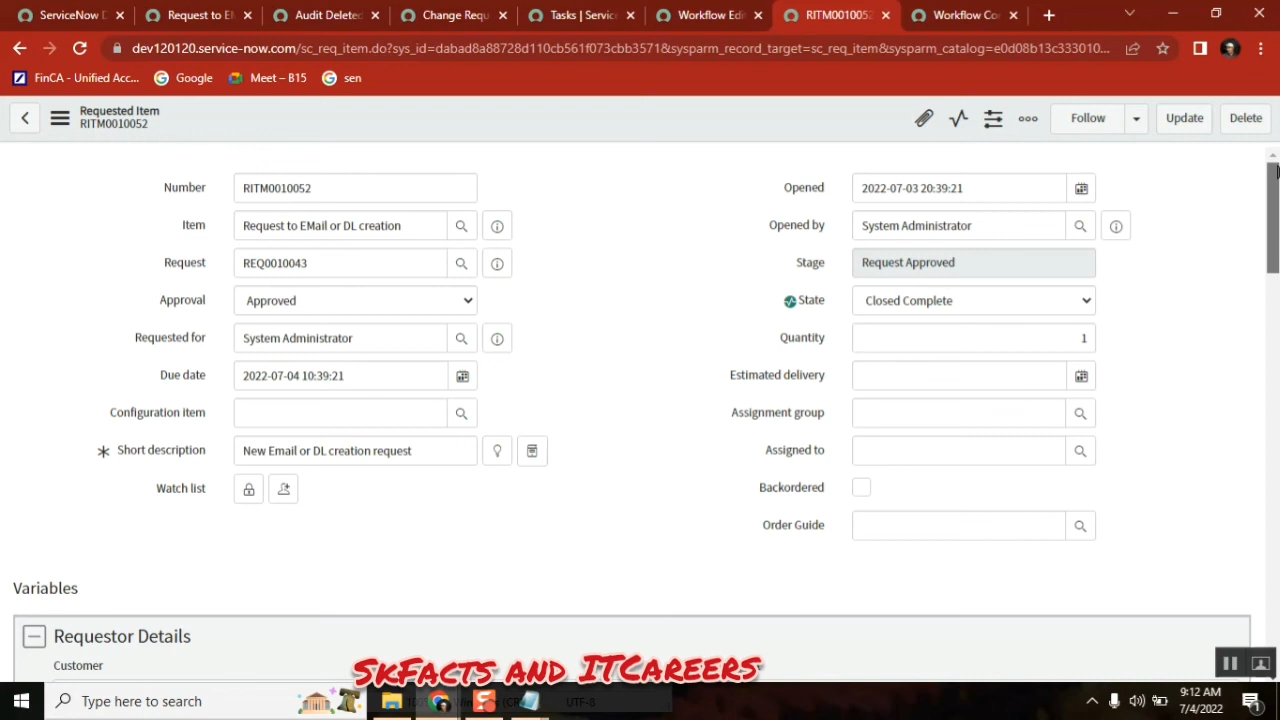 ServiceNow D
Request to EM
Audit Deleted
Change Requ
Tasks | Service
Workflow Edi
RITM0010052
Workflow Co
dev120120.service-now.com/sc_req_item.do?sys_id=dabad8a88728d110cb561f073cbb3571&sysparm_record_target=sc_req_item&sysparm_catalog=e0d08b13c333010...
FinCA - Unified Acc...
Google
Meet – B15
sen
Requested Item
RITM0010052
Follow
Update
Delete
Number
RITM0010052
Opened
2022-07-03 20:39:21
Item
Request to EMail or DL creation
Opened by
System Administrator
Request
REQ0010043
Stage
Request Approved
Approval
Approved
State
Closed Complete
Requested for
System Administrator
Quantity
1
Due date
2022-07-04 10:39:21
Estimated delivery
Configuration item
Assignment group
Short description
New Email or DL creation request
Assigned to
Watch list
Backordered
Order Guide
Variables
Requestor Details
Customer
SkFacts and ITCareers
Type here to search
UTF-8
9:12 AM
7/4/2022
1